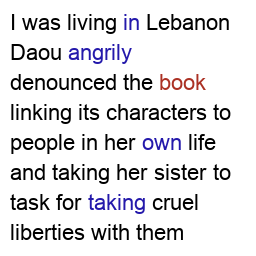 I was living in Lebanon
Daou angrily
denounced the book
linking its characters to
people in her own life
and taking her sister to
task for taking cruel
liberties with them